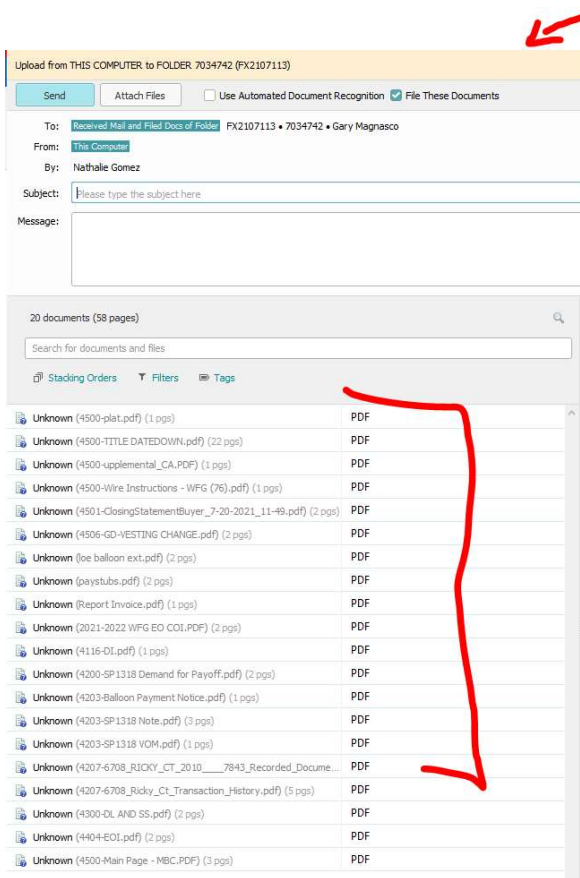 Upload from THIS COMPUTER to FOLDER 7034742 (FX2107113)
Send Attach Files Use Automated Document Recognition File These Documents
To: Received Mail and Filed Docs of Folder FX2107113 • 7034742 • Gary Magnasco
From: This Computer
By: Nathalie Gomez
Subject: Please type the subject here
Message:
20 documents (58 pages)
Search for documents and files
Stacking Orders Filters Tags
Unknown (4500-plat.pdf) (1 pgs) PDF
Unknown (4500-TITLE DATEDOWN.pdf) (22 pgs) PDF
Unknown (4500-upplemental_CA.PDF) (1 pgs) PDF
Unknown (4500-Wire Instructions - WFG (76).pdf) (1 pgs) PDF
Unknown (4501-ClosingStatementBuyer_7-20-2021_11-49.pdf) (2 pgs) PDF
Unknown (4506-GD-VESTING CHANGE.pdf) (2 pgs) PDF
Unknown (loe balloon ext.pdf) (2 pgs) PDF
Unknown (paystubs.pdf) (2 pgs) PDF
Unknown (Report Invoice.pdf) (1 pgs) PDF
Unknown (2021-2022 WFG EO COI.PDF) (2 pgs) PDF
Unknown (4116-DI.pdf) (1 pgs) PDF
Unknown (4200-SP1318 Demand for Payoff.pdf) (2 pgs) PDF
Unknown (4203-Balloon Payment Notice.pdf) (1 pgs) PDF
Unknown (4203-SP1318 Note.pdf) (3 pgs) PDF
Unknown (4203-SP1318 VOM.pdf) (1 pgs) PDF
Unknown (4207-6708_RICKY_CT_2010____7843_Recorded_Docume... PDF
Unknown (4207-6708_Ricky_Ct_Transaction_History.pdf) (5 pgs) PDF
Unknown (4300-DL AND SS.pdf) (2 pgs) PDF
Unknown (4404-EOI.pdf) (2 pgs) PDF
Unknown (4500-Main Page - MBC.PDF) (3 pgs) PDF